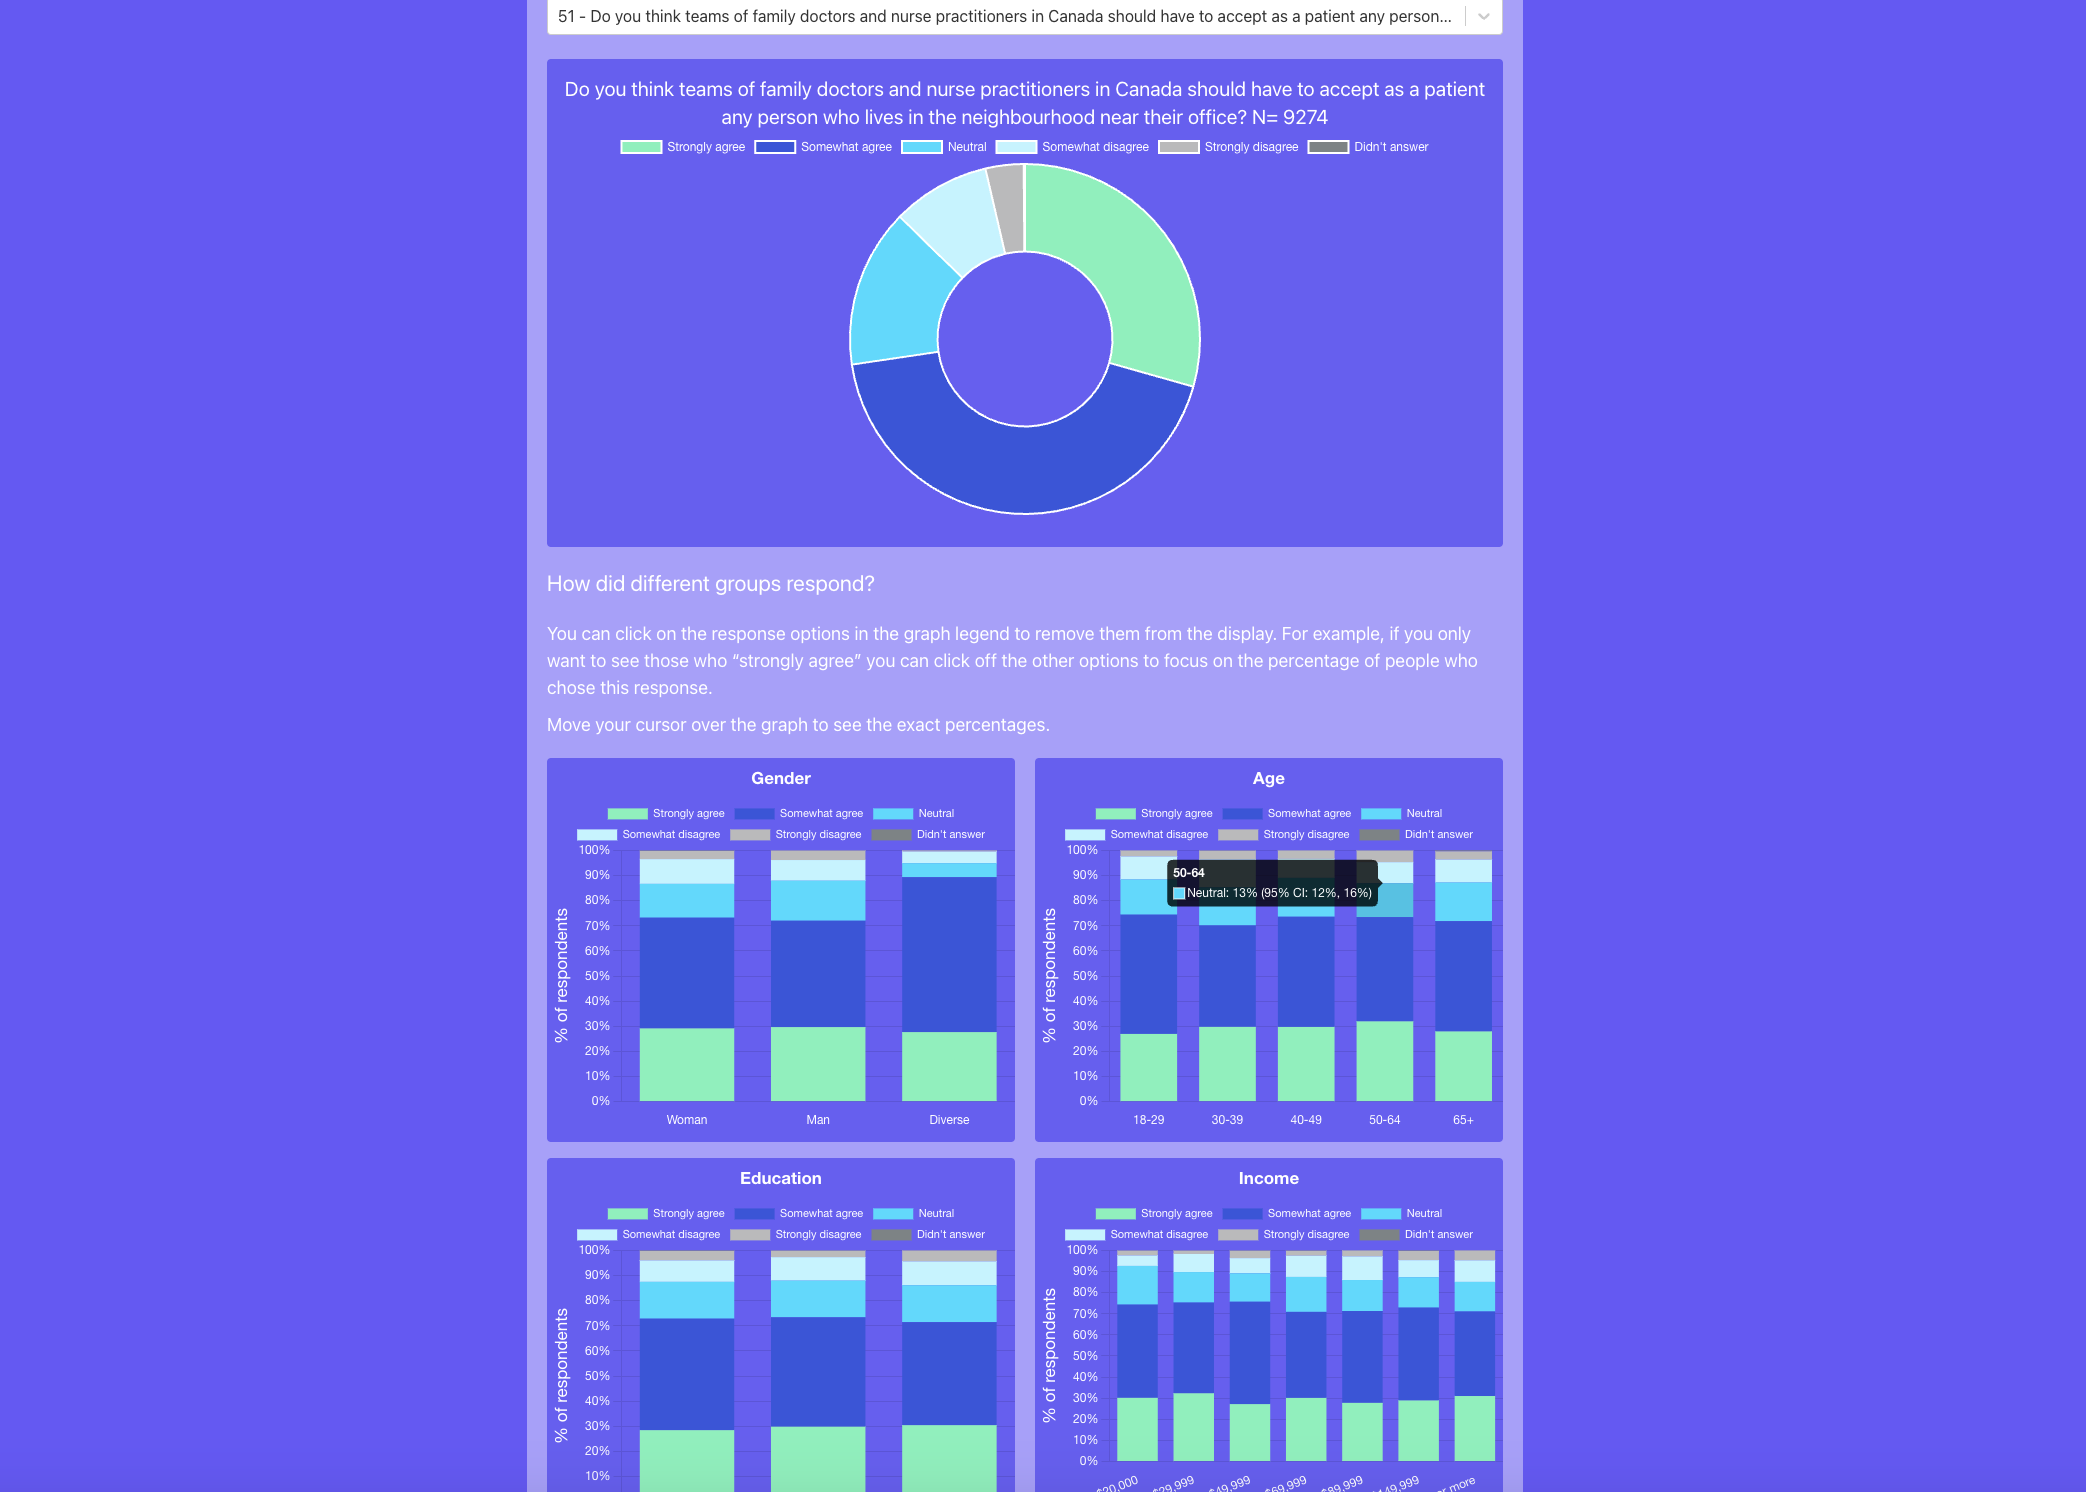 51 - Do you think teams of family doctors and nurse practitioners in Canada should have to accept as a patient any person...
Do you think teams of family doctors and nurse practitioners in Canada should have to accept as a patient
any person who lives in the neighbourhood near their office? N= 9274
Strongly agree Somewhat agree Neutral Somewhat disagree Strongly disagree Didn't answer
How did different groups respond?
You can click on the response options in the graph legend to remove them from the display. For example, if you only
want to see those who “strongly agree” you can click off the other options to focus on the percentage of people who
chose this response.
Move your cursor over the graph to see the exact percentages.
Gender
Strongly agree Somewhat agree Neutral
Somewhat disagree Strongly disagree Didn't answer
% of respondents
100%
90%
80%
70%
60%
50%
40%
30%
20%
10%
0%
Woman Man Diverse
Age
Strongly agree Somewhat agree Neutral
Somewhat disagree Strongly disagree Didn't answer
% of respondents
100%
90%
80%
70%
60%
50%
40%
30%
20%
10%
0%
50-64
Neutral: 13% (95% CI: 12%, 16%)
18-29 30-39 40-49 50-64 65+
Education
Strongly agree Somewhat agree Neutral
Somewhat disagree Strongly disagree Didn't answer
% of respondents
100%
90%
80%
70%
60%
50%
40%
30%
20%
10%
Income
Strongly agree Somewhat agree Neutral
Somewhat disagree Strongly disagree Didn't answer
% of respondents
100%
90%
80%
70%
60%
50%
40%
30%
20%
10%
0%
$20,000
$29,999
$49,999
$69,999
$89,999
149,999
or more